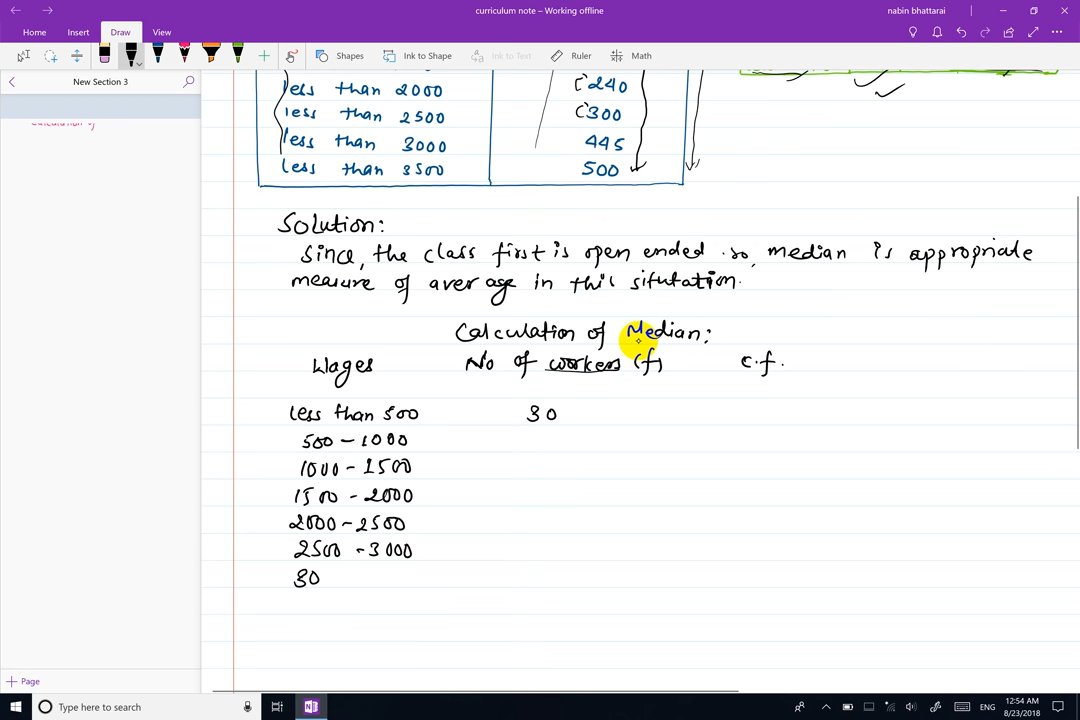 curriculum note – Working offline
nabin bhattarai
Home Insert Draw View
Shapes Ink to Shape Ink to Text Ruler Math
New Section 3
less than 2000 240
less than 2500 300
less than 3000 445
less than 3500 500
Solution:
Since, the class first is open ended so, median is appropriate
measure of average in this situtation.
Calculation of Median:
Wages No of workers (f) c.f.
less than 500 30
500 – 1000
1000 – 1500
1500 – 2000
2000 – 2500
2500 – 3000
30
Page
Type here to search
ENG
12:54 AM
8/23/2018